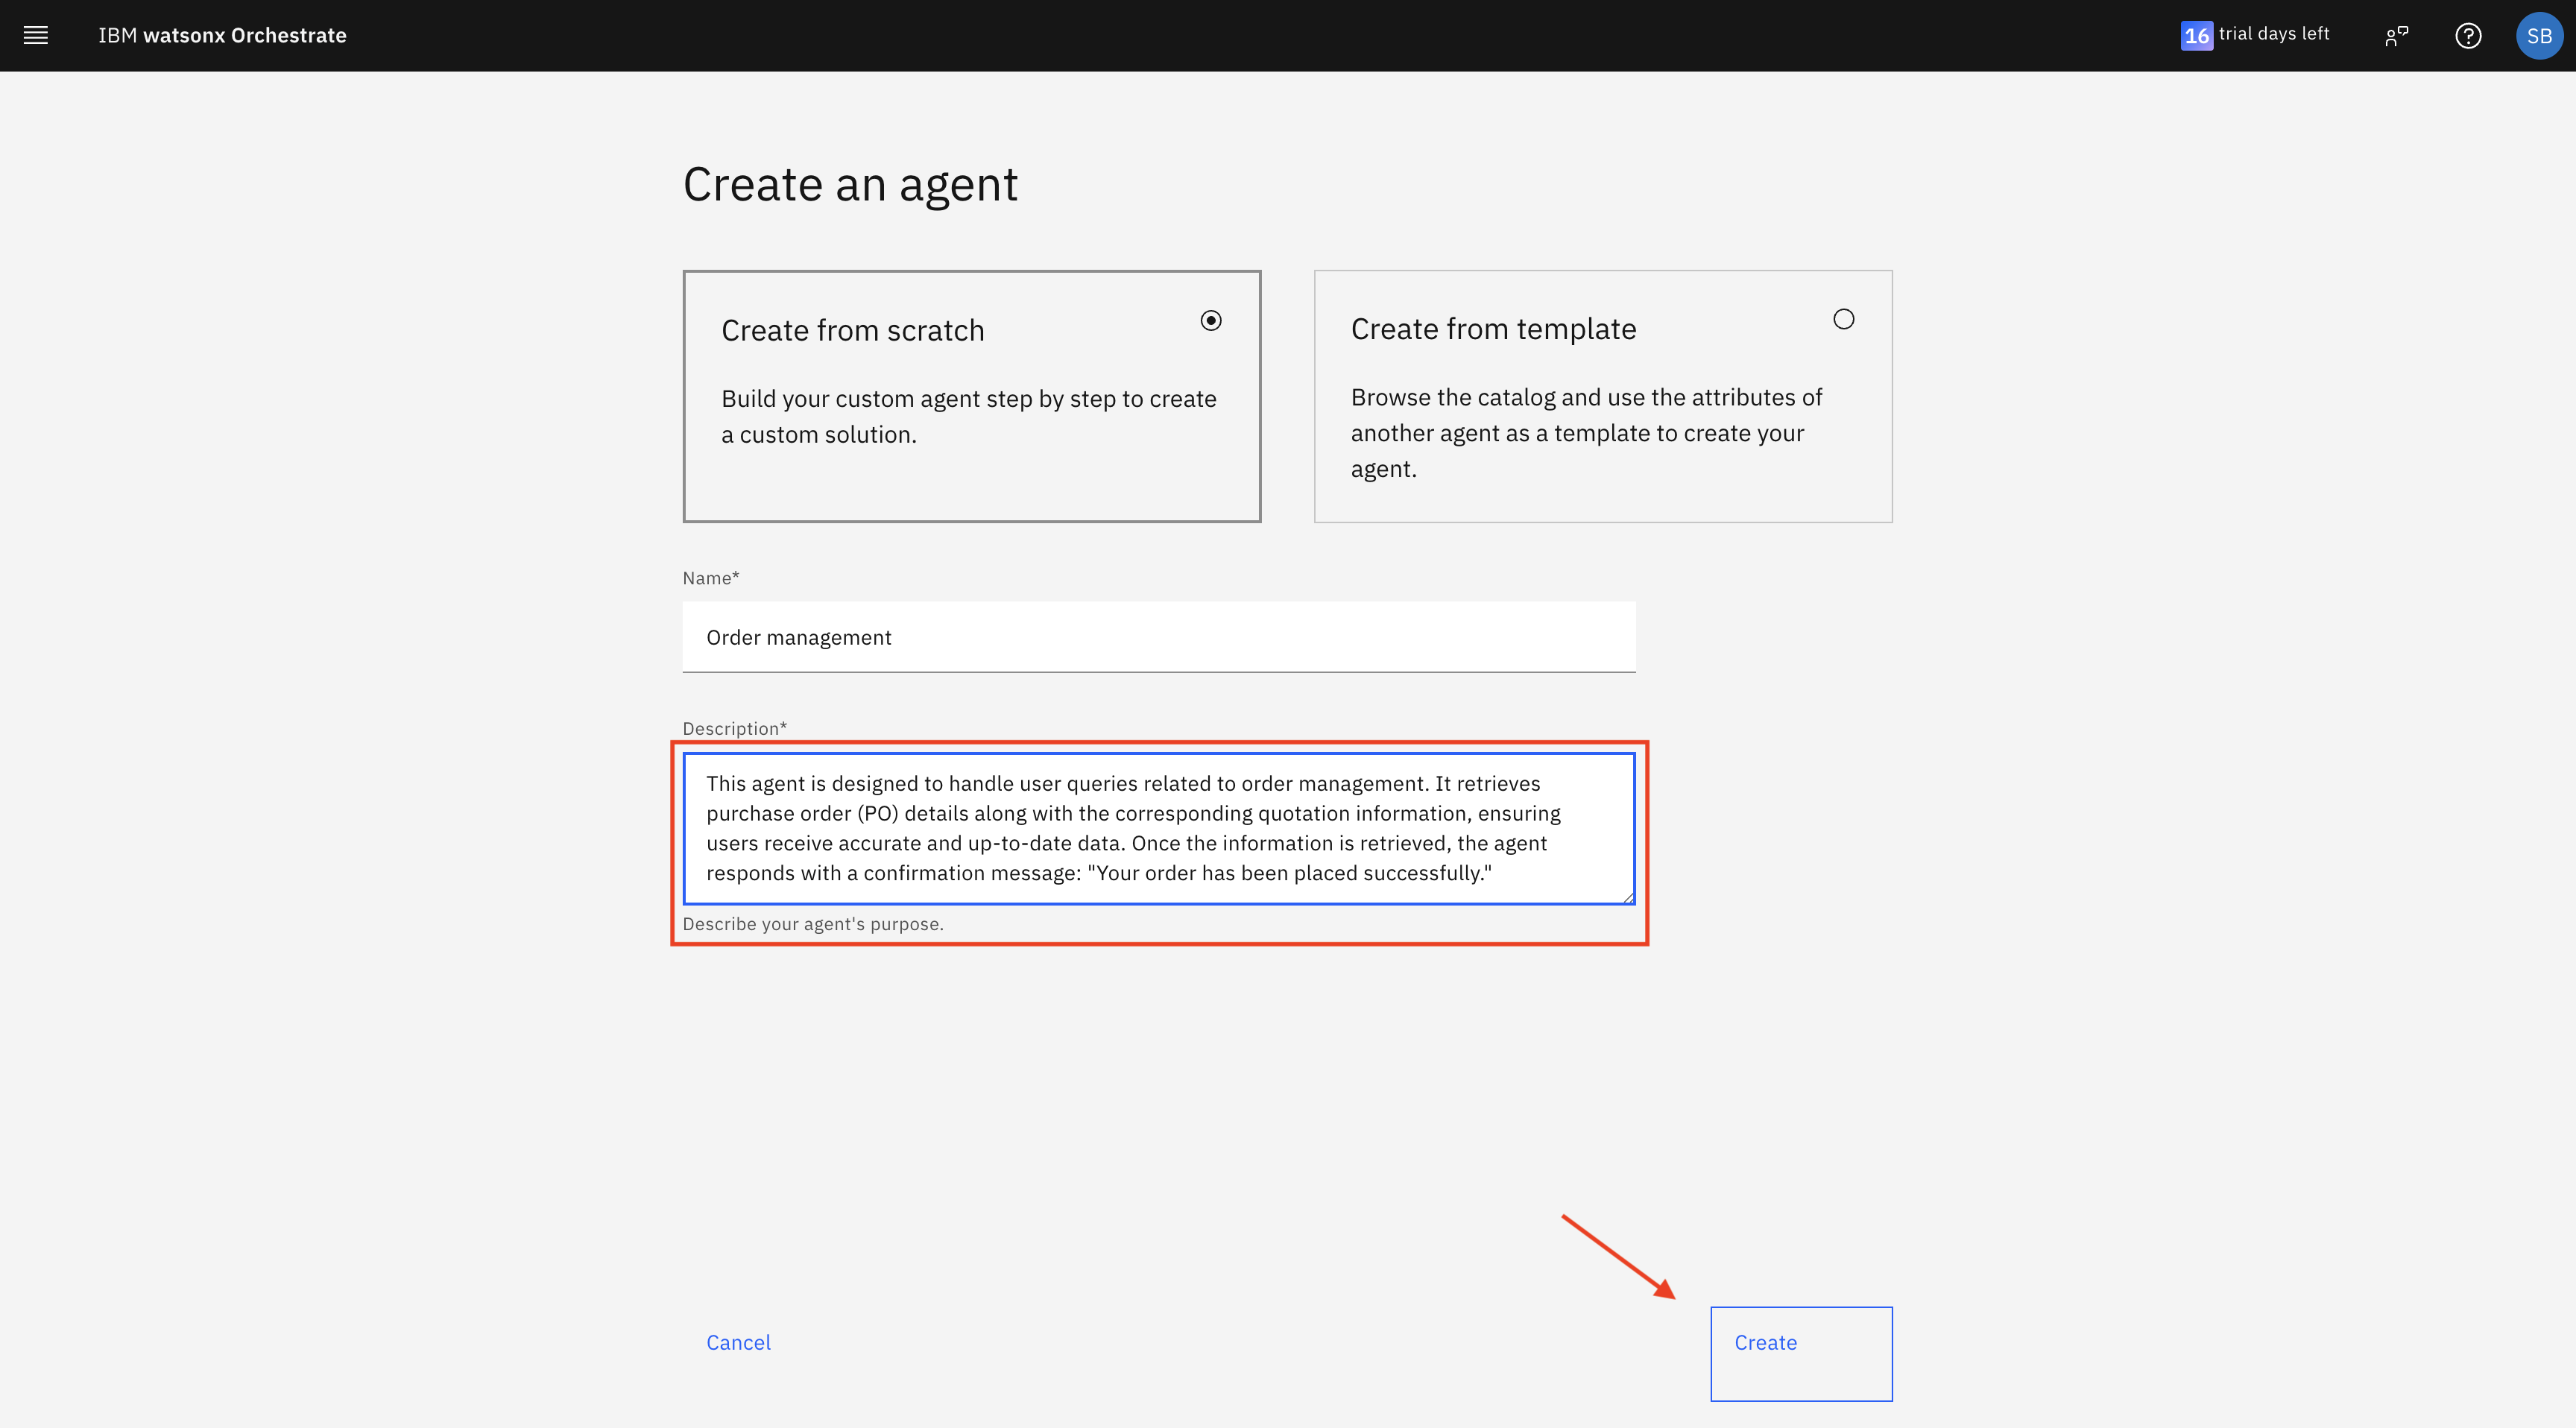 IBM watsonx Orchestrate
16 trial days left
SB
Create an agent
Create from scratch
Build your custom agent step by step to create
a custom solution.
Create from template
Browse the catalog and use the attributes of
another agent as a template to create your
agent.
Name*
Order management
Description*
This agent is designed to handle user queries related to order management. It retrieves
purchase order (PO) details along with the corresponding quotation information, ensuring
users receive accurate and up-to-date data. Once the information is retrieved, the agent
responds with a confirmation message: "Your order has been placed successfully."
Describe your agent's purpose.
Cancel
Create